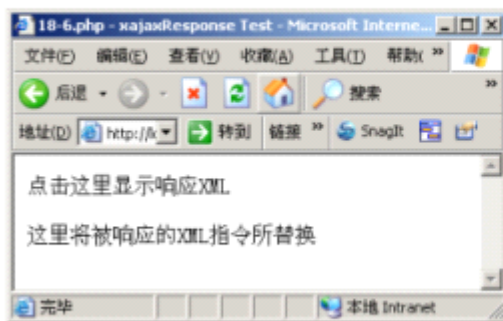 18-6.php - xajaxResponse Test - Microsoft Interne...
文件(F) 编辑(E) 查看(V) 收藏(A) 工具(T) 帮助( »
后退 搜索 »
地址(D) http://k 转到 链接 » SnagIt
点击这里显示响应XML
这里将被响应的XML指令所替换
完毕 本地 Intranet